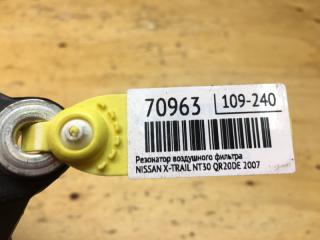 70963 109-240
Резонатор воздушного фильтра
NISSAN X-TRAIL NT30 QR20DE 2007